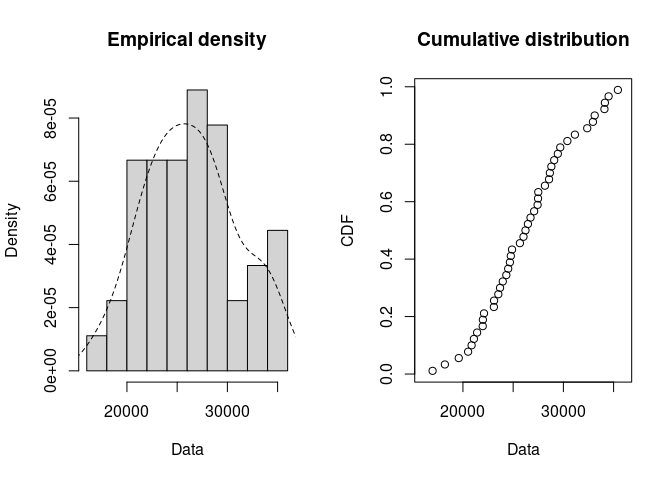 Empirical density
Density
0e+00
2e-05
4e-05
6e-05
8e-05
20000
30000
Data
Cumulative distribution
CDF
0.0
0.2
0.4
0.6
0.8
1.0
20000
30000
Data